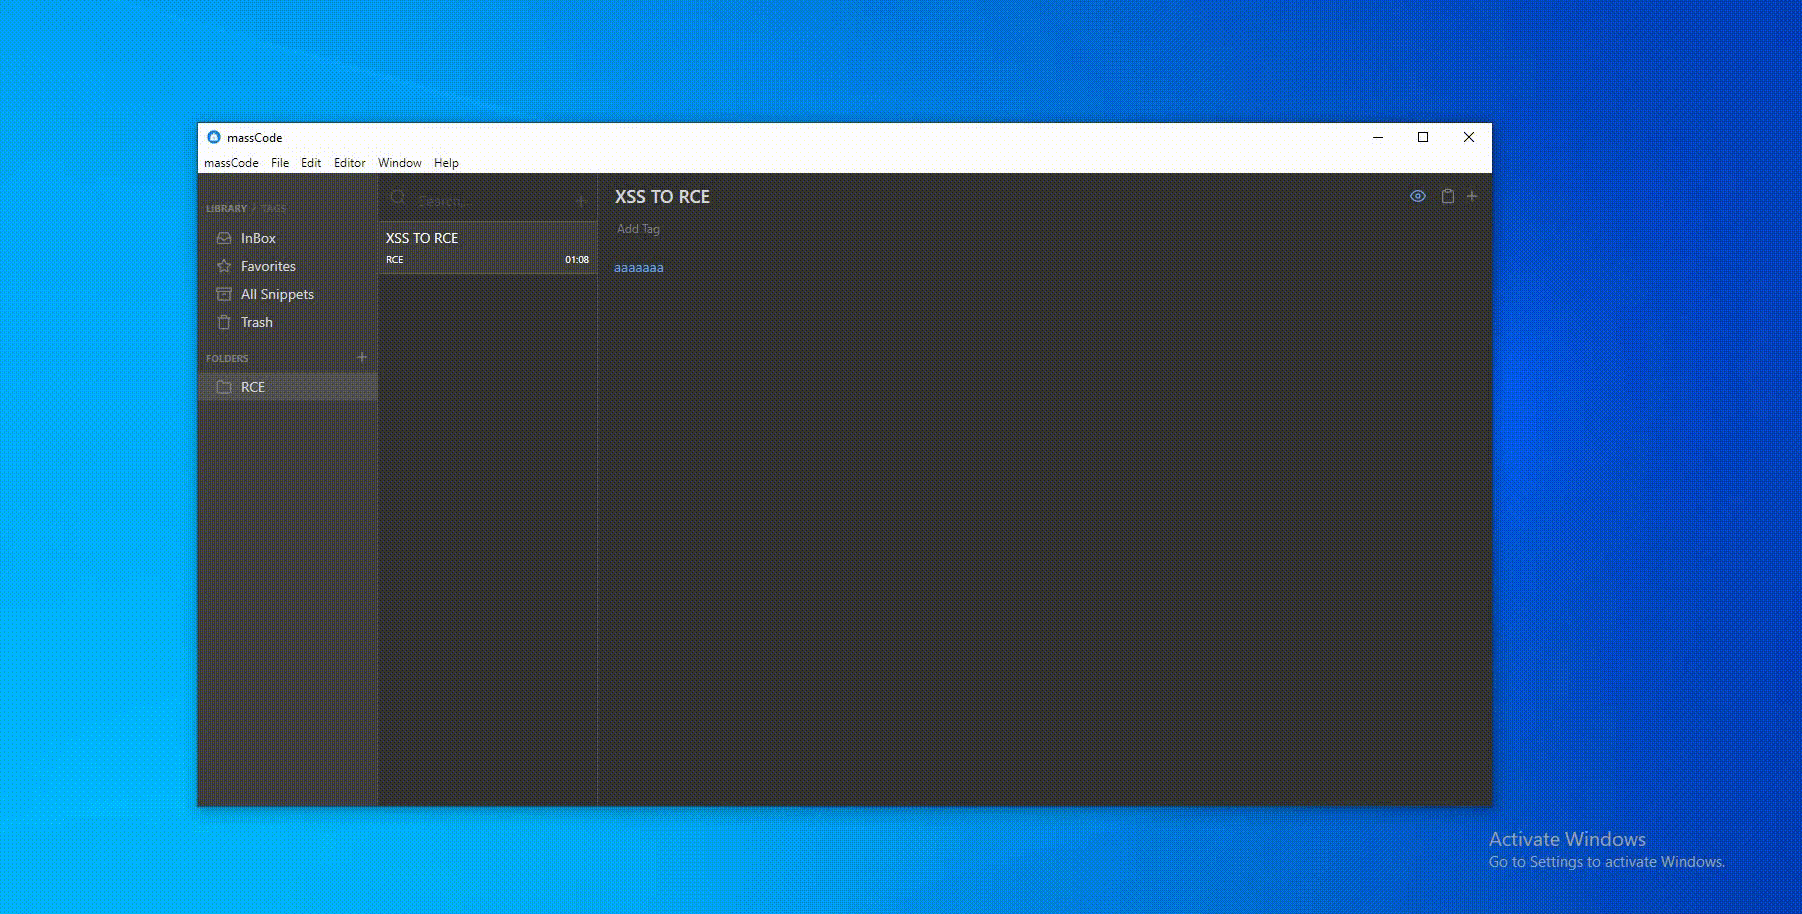 massCode
massCode File Edit Editor Window Help
LIBRARY / TAGS
InBox
Favorites
All Snippets
Trash
FOLDERS
RCE
Search...
XSS TO RCE
RCE 01:08
XSS TO RCE
Add Tag
aaaaaaa
Activate Windows
Go to Settings to activate Windows.